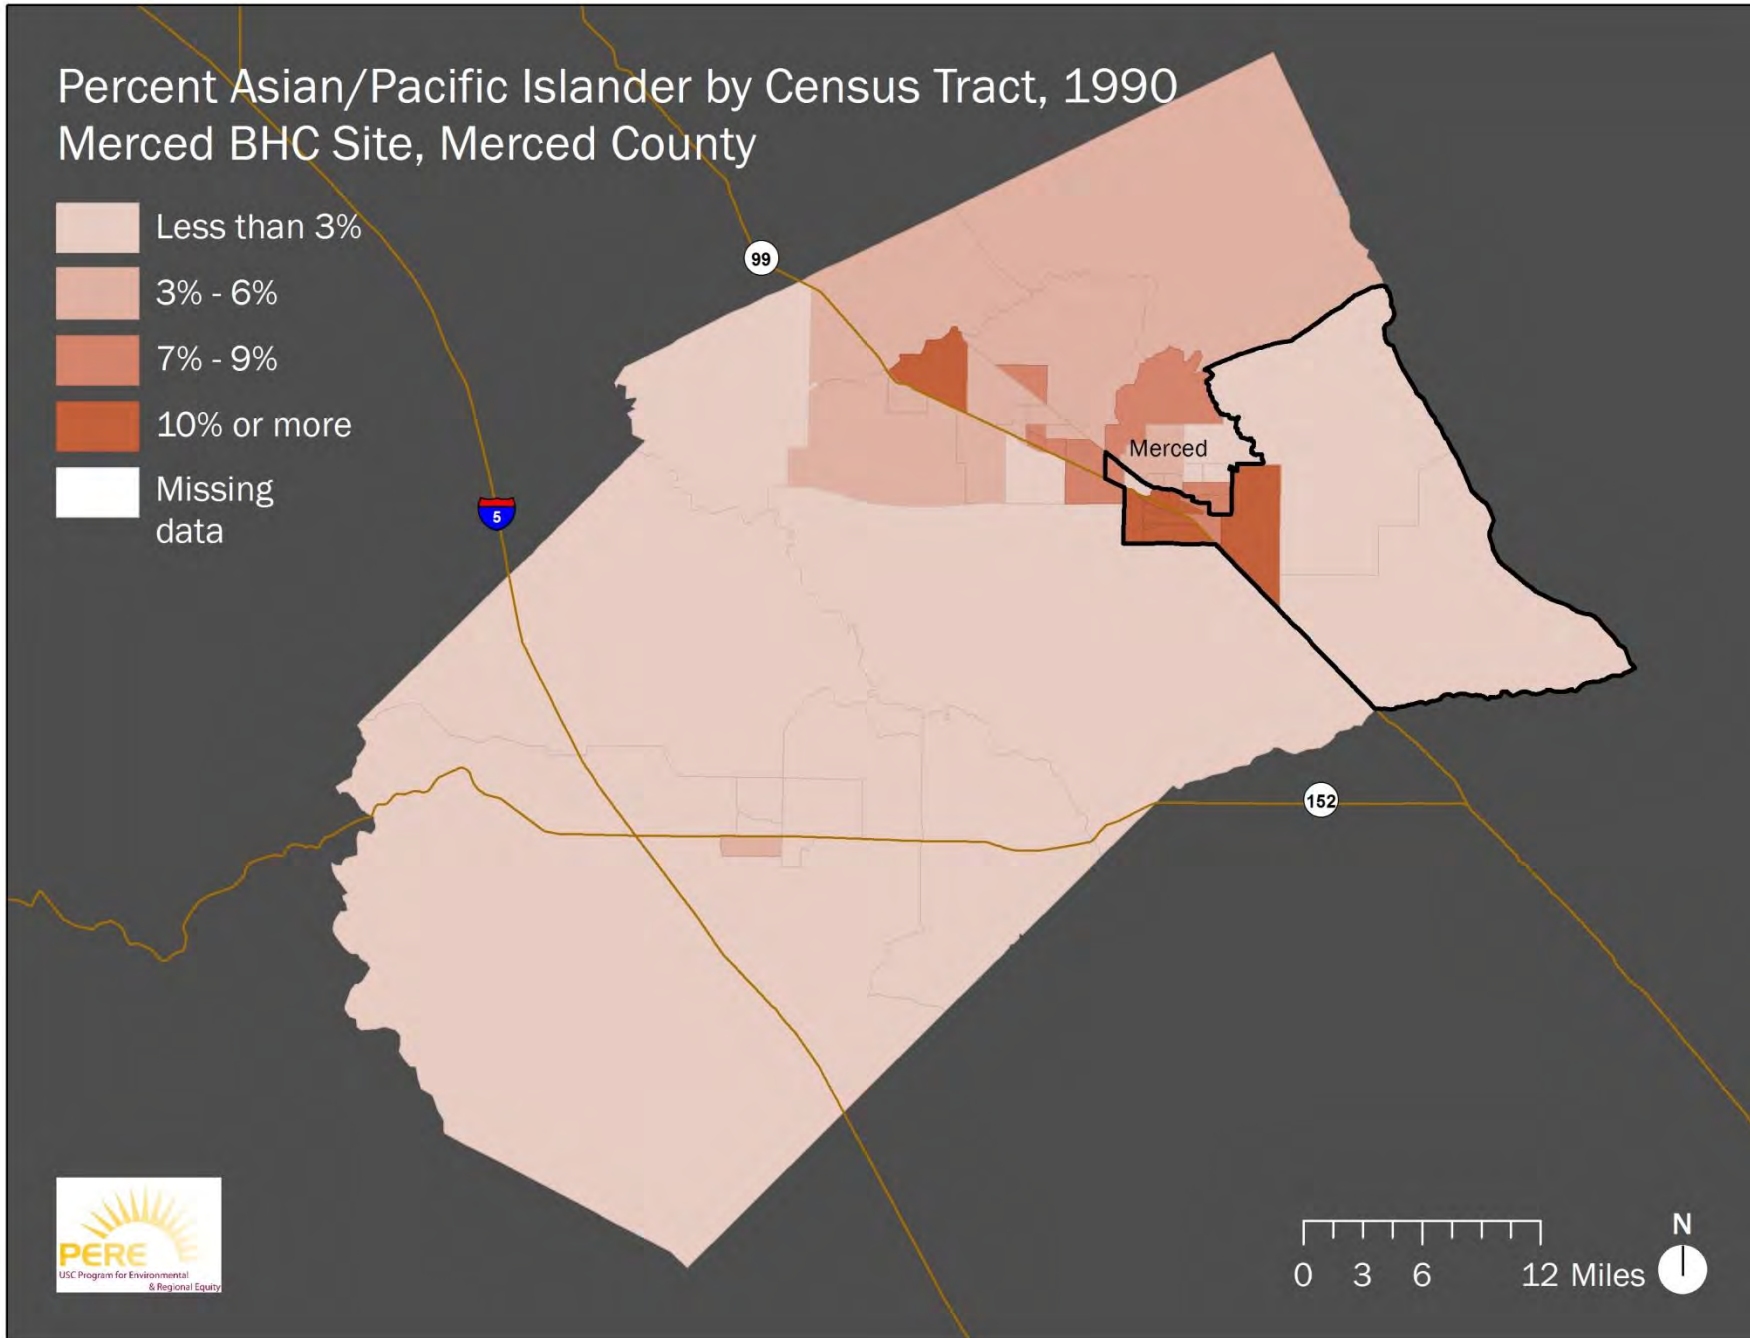 Percent Asian/Pacific Islander by Census Tract, 1990
Merced BHC Site, Merced County
Less than 3%
3% - 6%
7% - 9%
10% or more
Missing
data
99
Merced
5
152
PERE
USC Program for Environmental
& Regional Equity
N
0 3 6 12 Miles